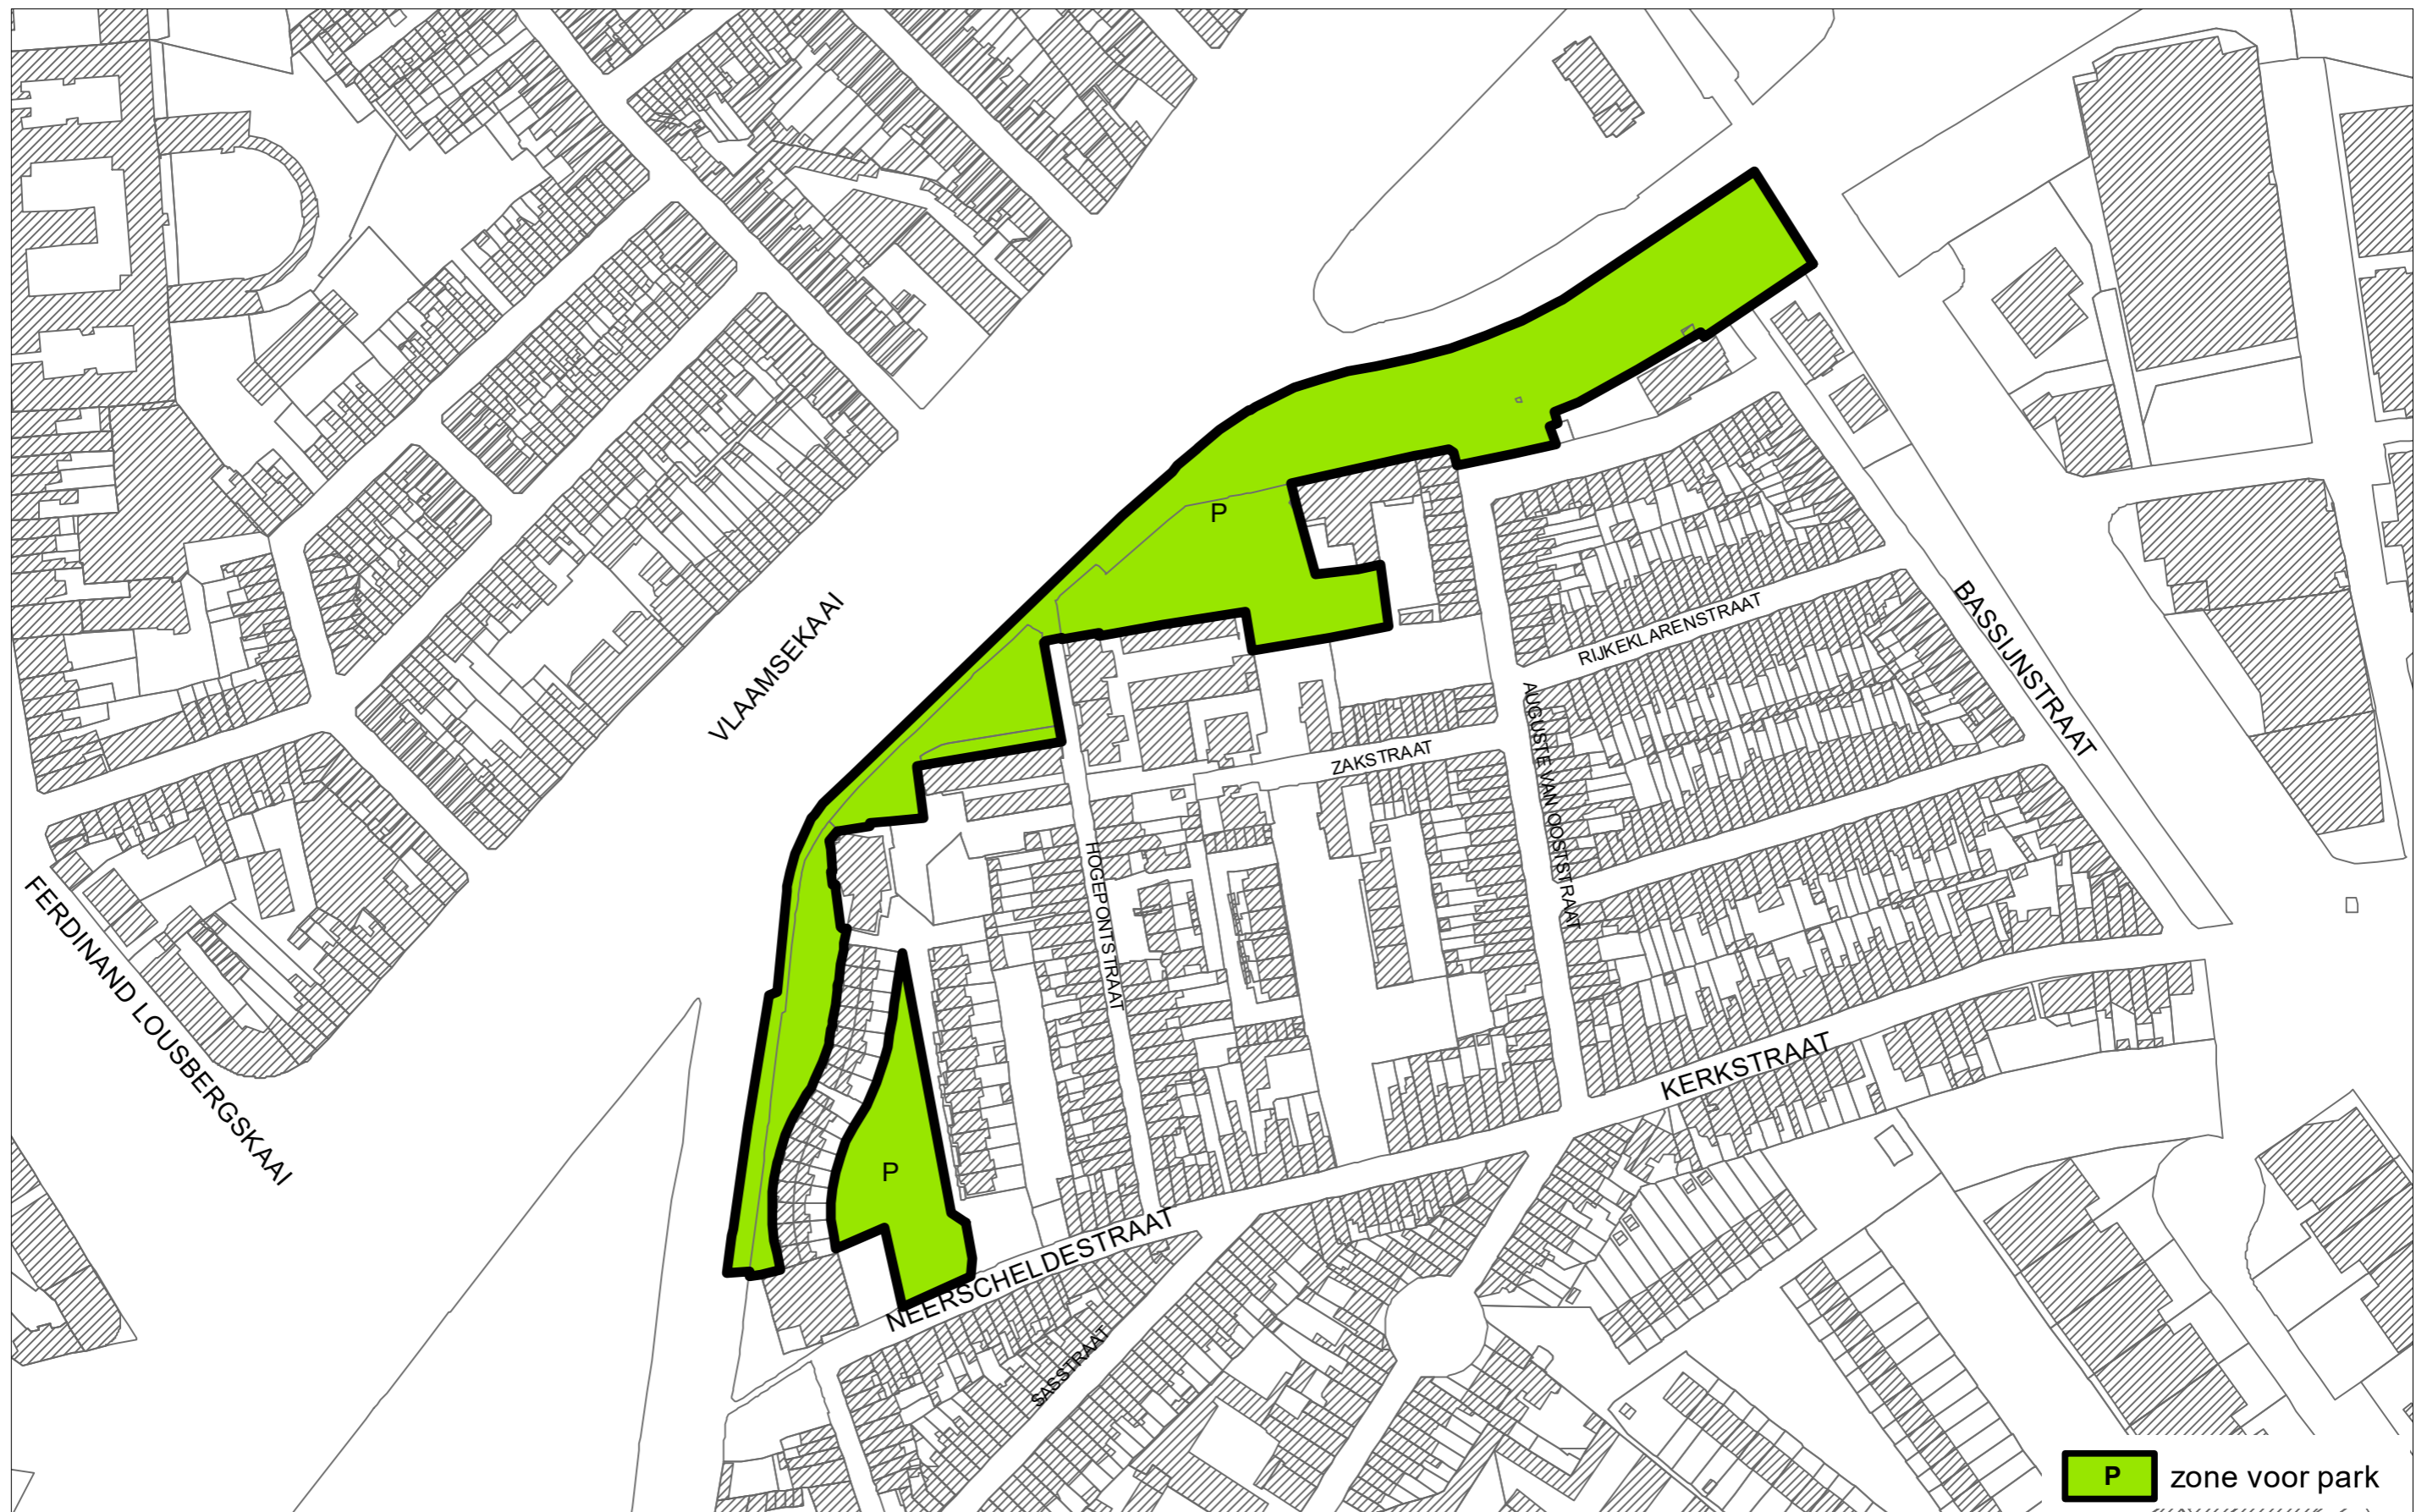 P
VLAAMSEKAAI
BASSIJNSTRAAT
RIJKEKLARENSTRAAT
AUGUSTE VAN OOSTSTRAAT
ZAKSTRAAT
HOGEPONTSTRAAT
FERDINAND LOUSBERGSKAAI
KERKSTRAAT
P
NEERSCHELDESTRAAT
SASSTRAAT
P zone voor park